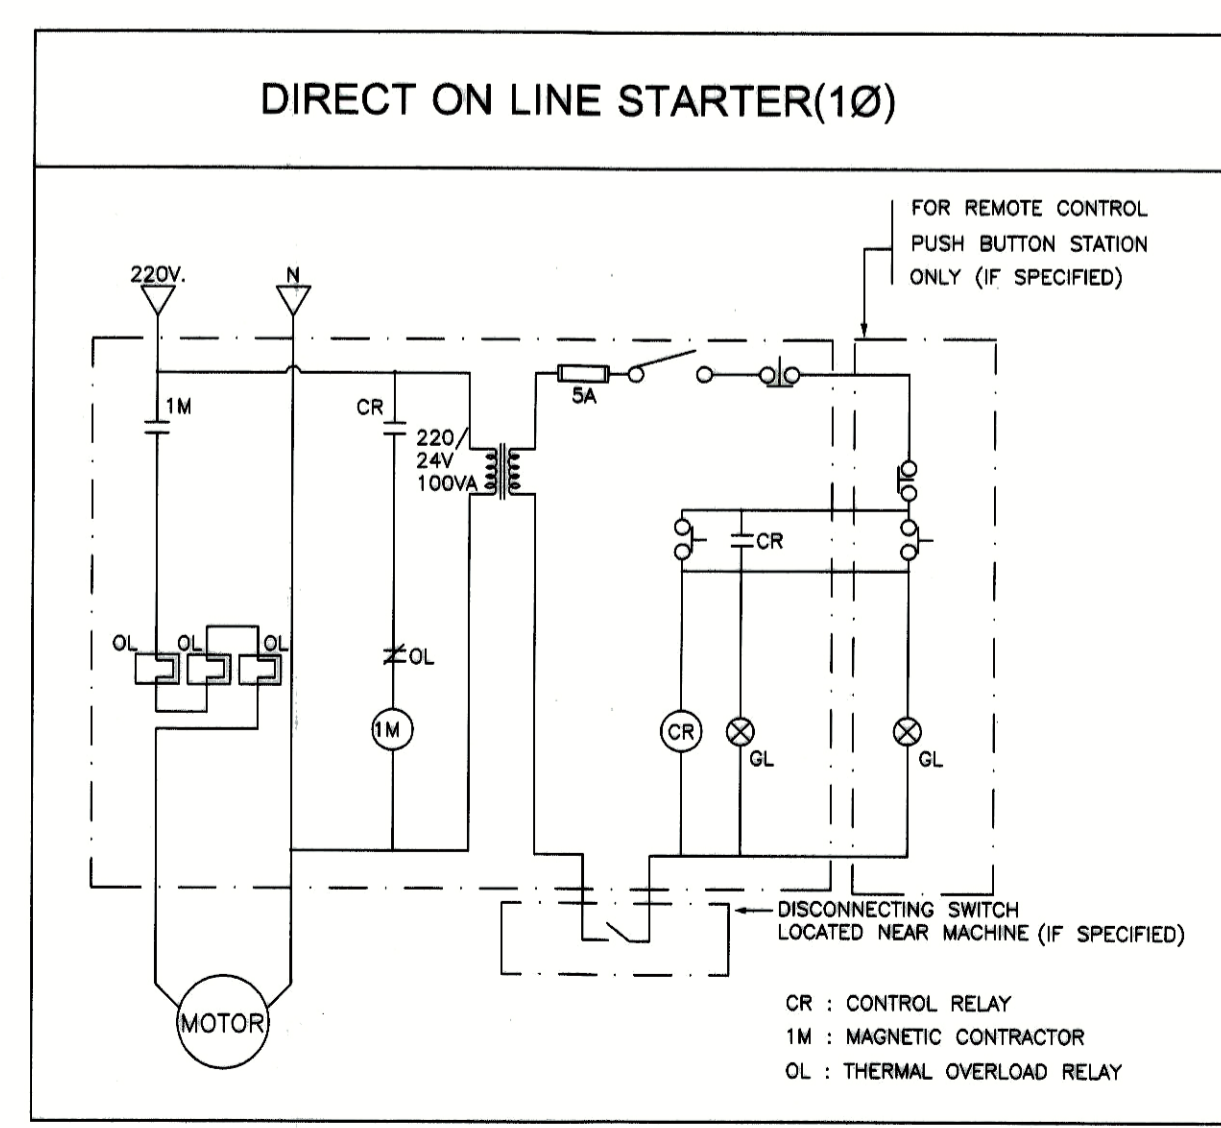 DIRECT ON LINE STARTER(1Ø)
FOR REMOTE CONTROL
PUSH BUTTON STATION
ONLY (IF SPECIFIED)
220V.
N
1M
CR
5A
220/
24V
100VA
CR
OL
OL
OL
OL
1M
CR
GL
GL
DISCONNECTING SWITCH
LOCATED NEAR MACHINE (IF SPECIFIED)
MOTOR
CR : CONTROL RELAY
1M : MAGNETIC CONTRACTOR
OL : THERMAL OVERLOAD RELAY